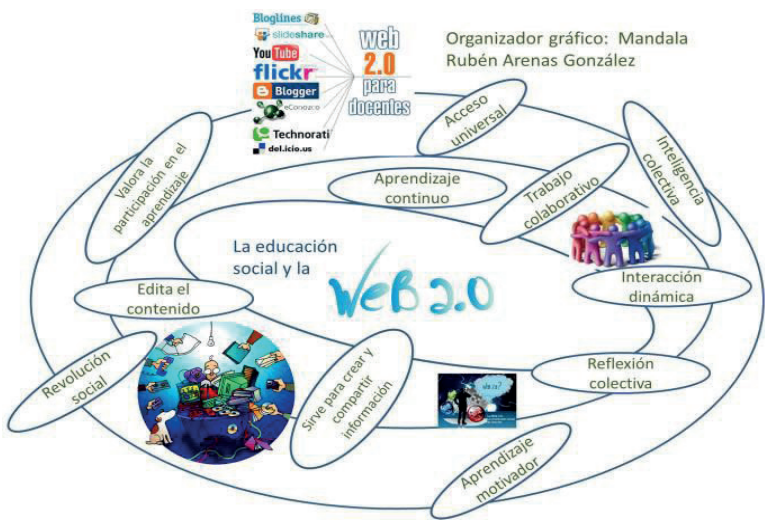 Bloglines
slideshare
YouTube
flickr
Blogger
eConozco
Technorati
del.icio.us
web
2.0
para
docentes
Organizador gráfico: Mandala
Rubén Arenas González
Acceso
universal
Inteligencia
colectiva
Valora la
participación en el
aprendizaje
Aprendizaje
continuo
Trabajo
colaborativo
La educación
social y la
Web 2.0
Interacción
dinámica
Edita el
contenido
Revolución
social
Sirve para crear y
compartir
información
Reflexión
colectiva
Aprendizaje
motivador